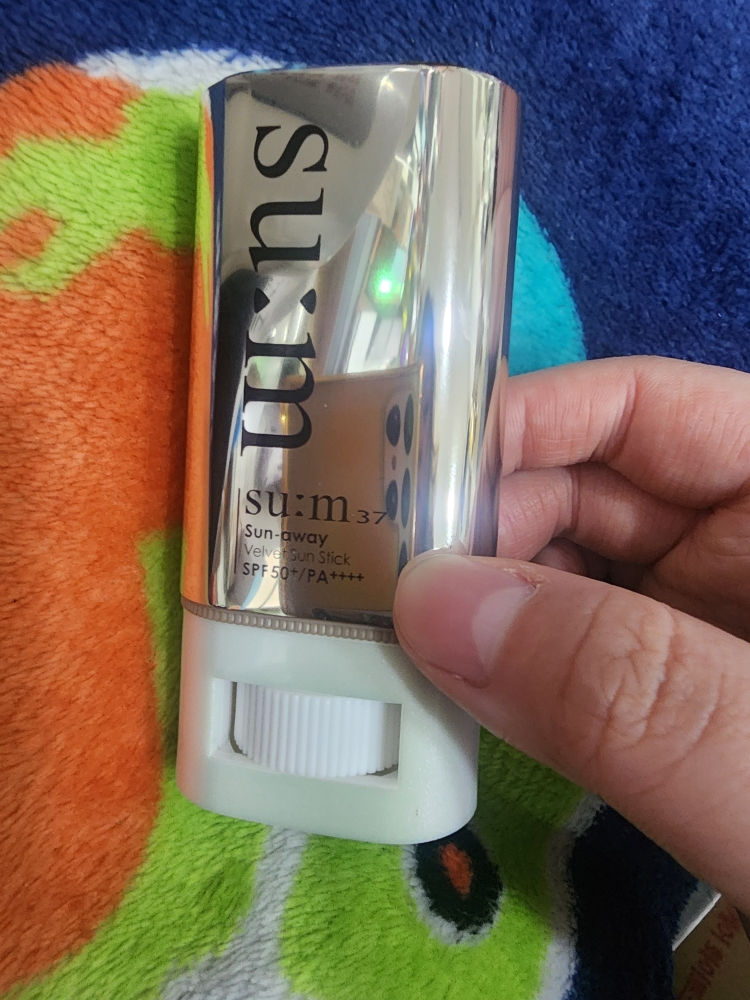 su:m
su:m37
Sun-away
Velvet Sun Stick
SPF50+/PA++++